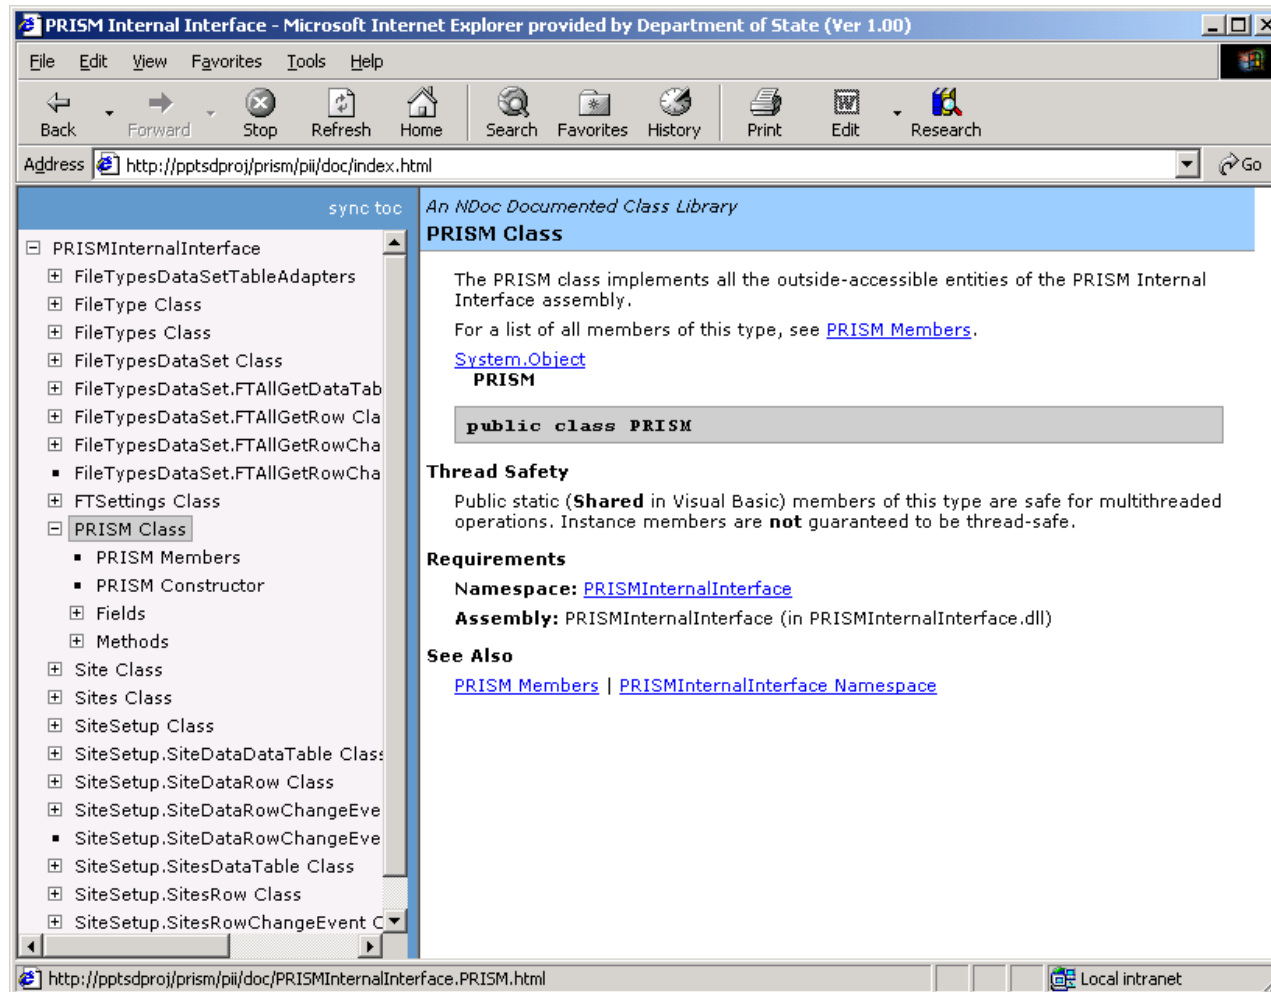 PRISM Internal Interface - Microsoft Internet Explorer provided by Department of State (Ver 1.00)
File Edit View Favorites Tools Help
Back Forward Stop Refresh Home Search Favorites History Print Edit Research
Address http://pptsdproj/prism/pii/doc/index.html Go
sync toc
PRISMInternalInterface
FileTypesDataSetTableAdapters
FileType Class
FileTypes Class
FileTypesDataSet Class
FileTypesDataSet.FTAllGetDataTab
FileTypesDataSet.FTAllGetRow Cla
FileTypesDataSet.FTAllGetRowCha
FileTypesDataSet.FTAllGetRowCha
FTSettings Class
PRISM Class
PRISM Members
PRISM Constructor
Fields
Methods
Site Class
Sites Class
SiteSetup Class
SiteSetup.SiteDataDataTable Class
SiteSetup.SiteDataRow Class
SiteSetup.SiteDataRowChangeEve
SiteSetup.SiteDataRowChangeEve
SiteSetup.SitesDataTable Class
SiteSetup.SitesRow Class
SiteSetup.SitesRowChangeEvent C
An NDoc Documented Class Library
PRISM Class
The PRISM class implements all the outside-accessible entities of the PRISM Internal
Interface assembly.
For a list of all members of this type, see PRISM Members.
System.Object
PRISM
public class PRISM
Thread Safety
Public static (Shared in Visual Basic) members of this type are safe for multithreaded
operations. Instance members are not guaranteed to be thread-safe.
Requirements
Namespace: PRISMInternalInterface
Assembly: PRISMInternalInterface (in PRISMInternalInterface.dll)
See Also
PRISM Members | PRISMInternalInterface Namespace
http://pptsdproj/prism/pii/doc/PRISMInternalInterface.PRISM.html Local intranet